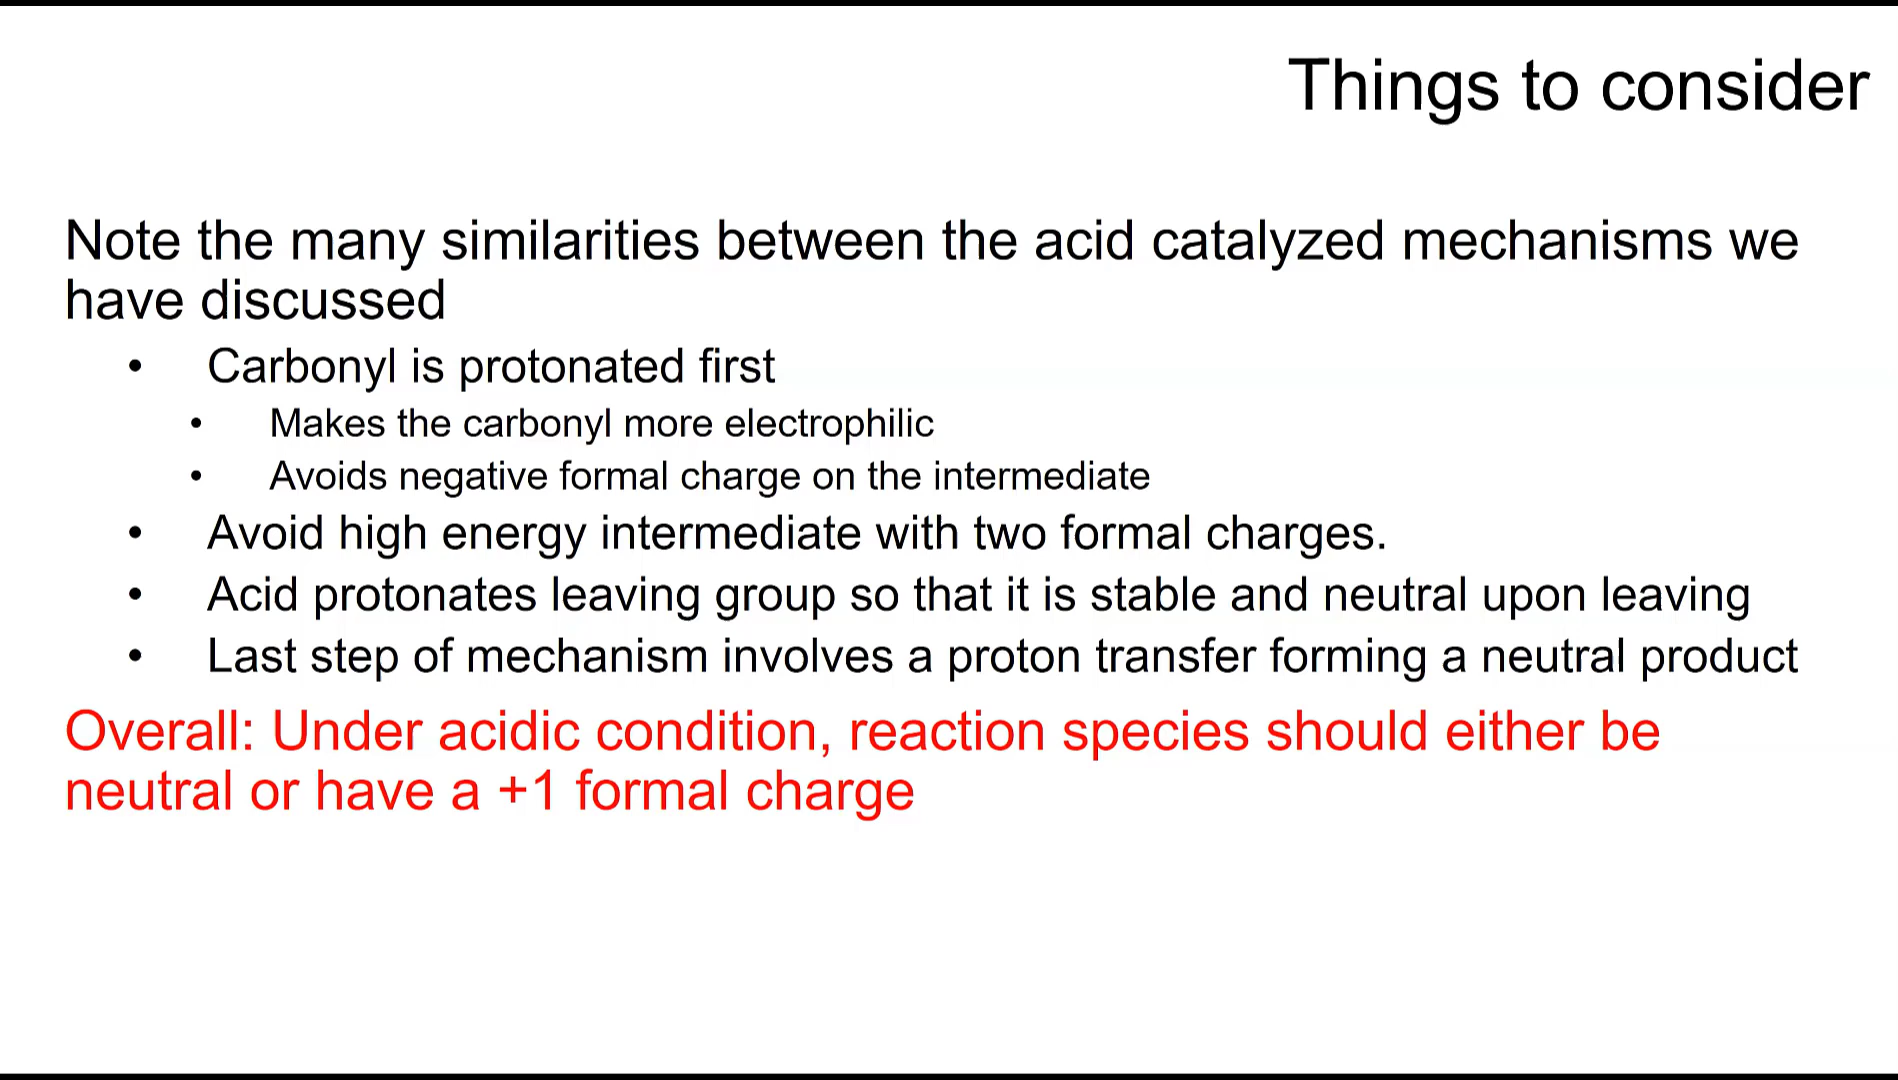 Things to consider
Note the many similarities between the acid catalyzed mechanisms we
have discussed
• Carbonyl is protonated first
• Makes the carbonyl more electrophilic
• Avoids negative formal charge on the intermediate
• Avoid high energy intermediate with two formal charges.
• Acid protonates leaving group so that it is stable and neutral upon leaving
• Last step of mechanism involves a proton transfer forming a neutral product
Overall: Under acidic condition, reaction species should either be
neutral or have a +1 formal charge